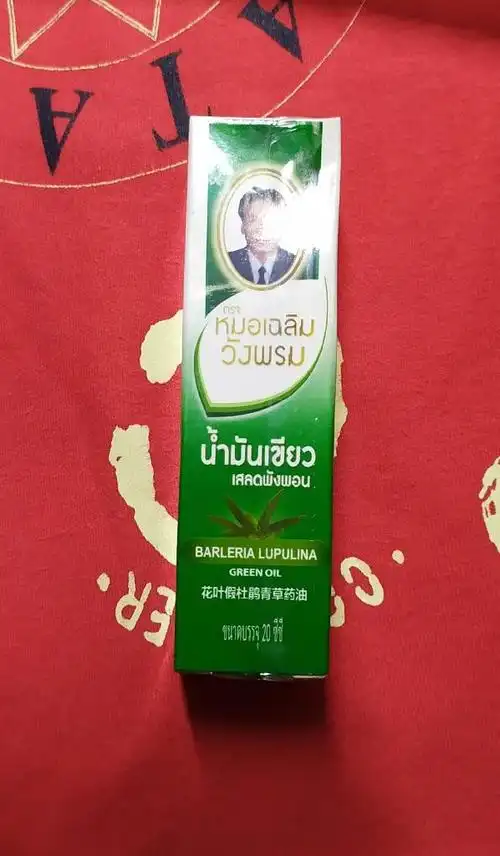 ATA
ตรา
หมอเฉลิม
วังพรม
น้ำมันเขียว
เสลดพังพอน
BARLERIA LUPULINA
GREEN OIL
花叶假杜鹃青草药油
ขนาดบรรจุ 20 ซีซี